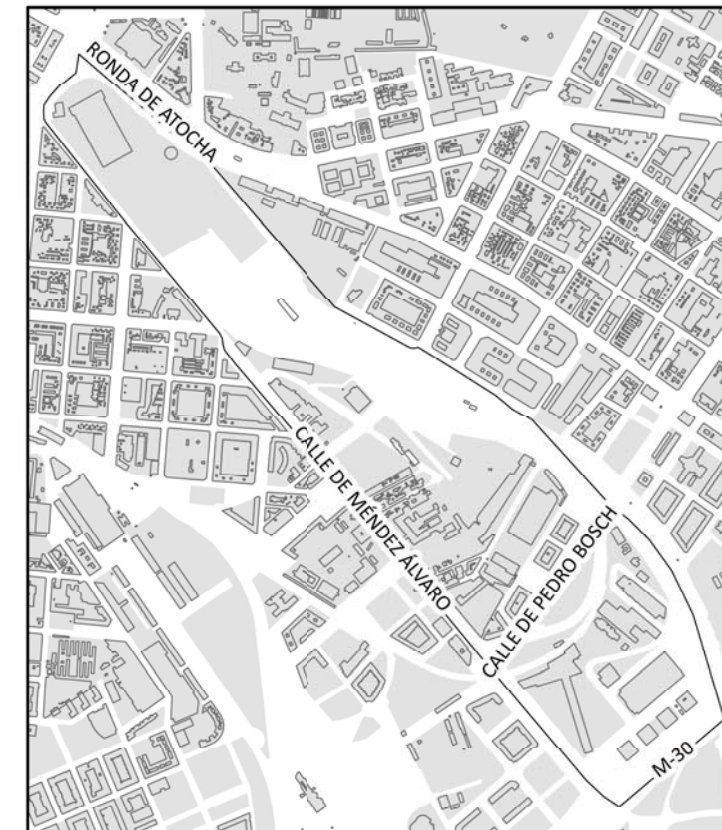 RONDA DE ATOCHA
CALLE DE MÉNDEZ ÁLVARO
CALLE DE PEDRO BOSCH
M-30